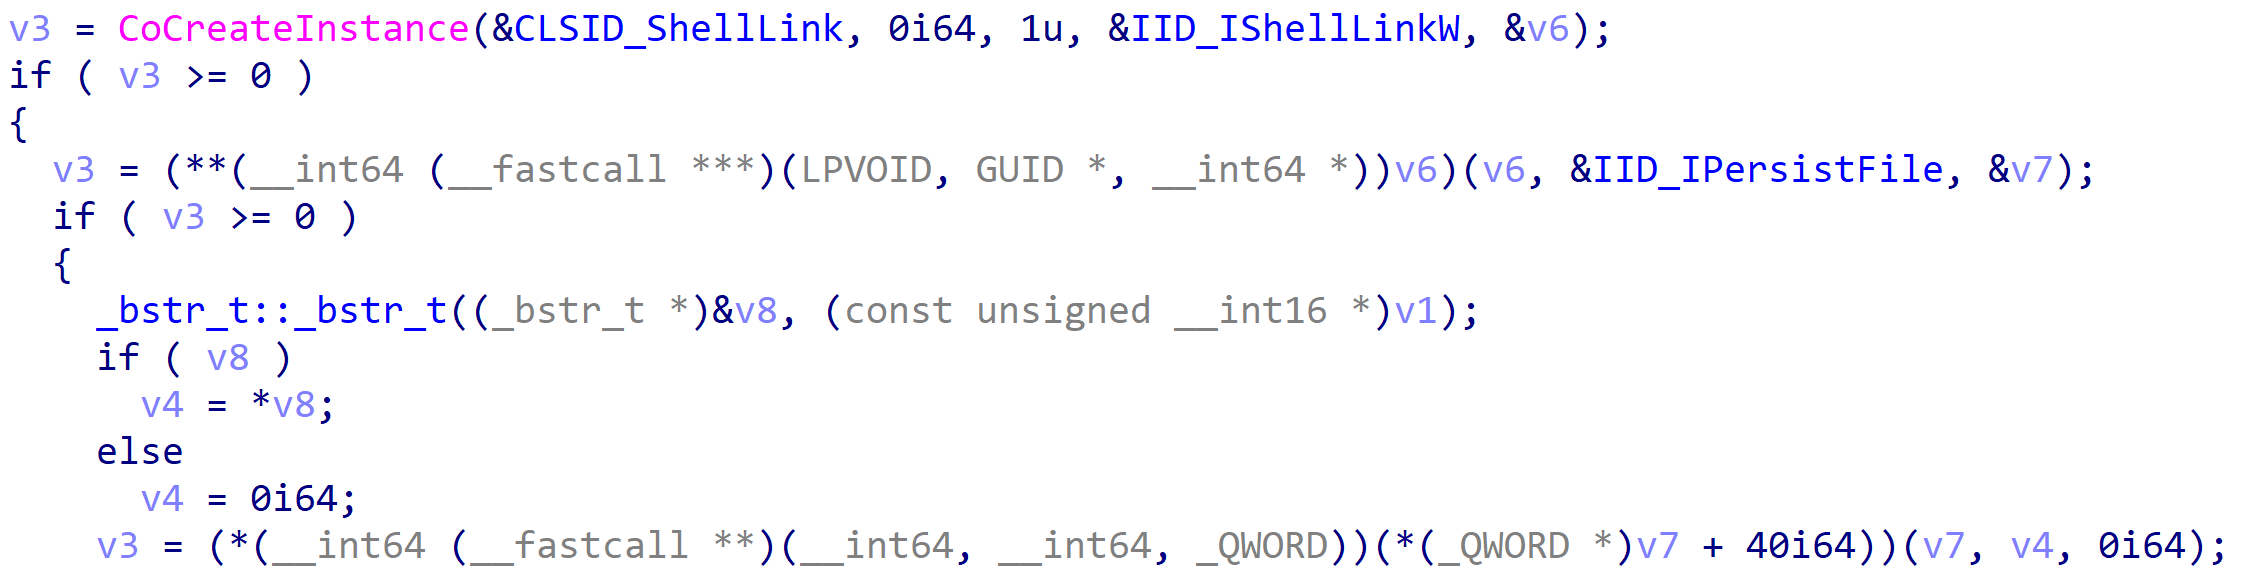 v3 = CoCreateInstance(&CLSID_ShellLink, 0i64, 1u, &IID_IShellLinkW, &v6);
if ( v3 >= 0 )
{
  v3 = (**(__int64 (__fastcall ***)(LPVOID, GUID *, __int64 *))v6)(v6, &IID_IPersistFile, &v7);
  if ( v3 >= 0 )
  {
    _bstr_t::_bstr_t((_bstr_t *)&v8, (const unsigned __int16 *)v1);
    if ( v8 )
      v4 = *v8;
    else
      v4 = 0i64;
    v3 = (*(__int64 (__fastcall **)(__int64, __int64, _QWORD))(*(_QWORD *)v7 + 40i64))(v7, v4, 0i64);